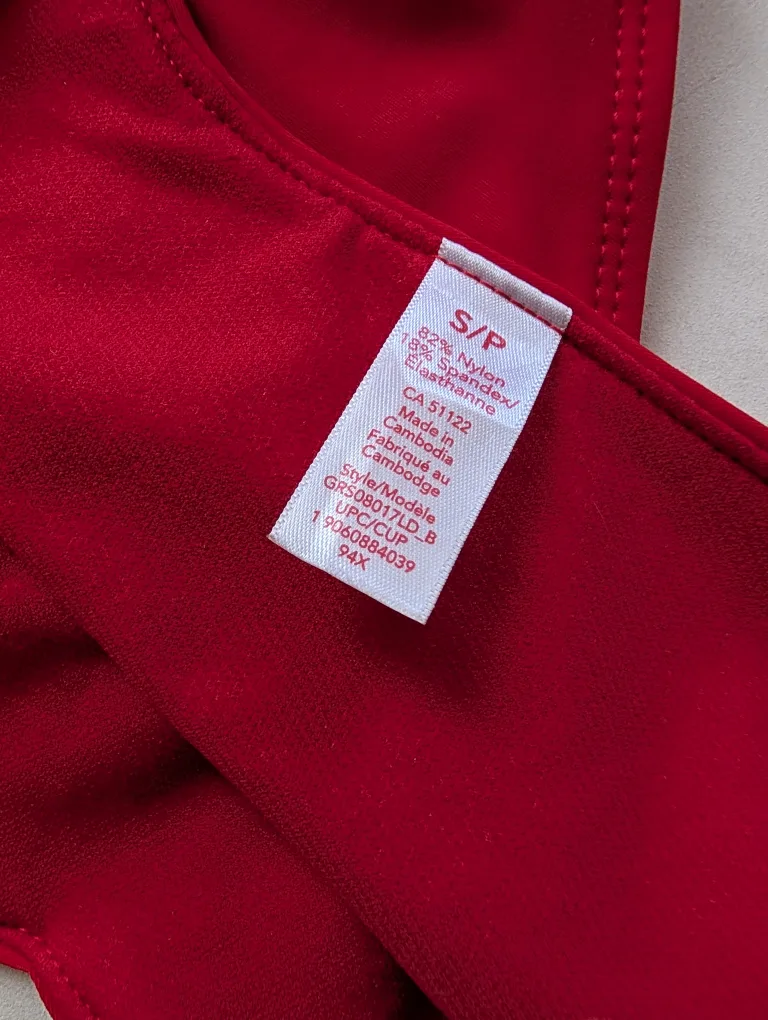 S/P
82% Nylon
18% Spandex/
Élasthanne
CA 51122
Made in
Cambodia
Fabriqué au
Cambodge
Style/Modèle
GRS08017LD_B
UPC/CUP
1 9060884039
94X